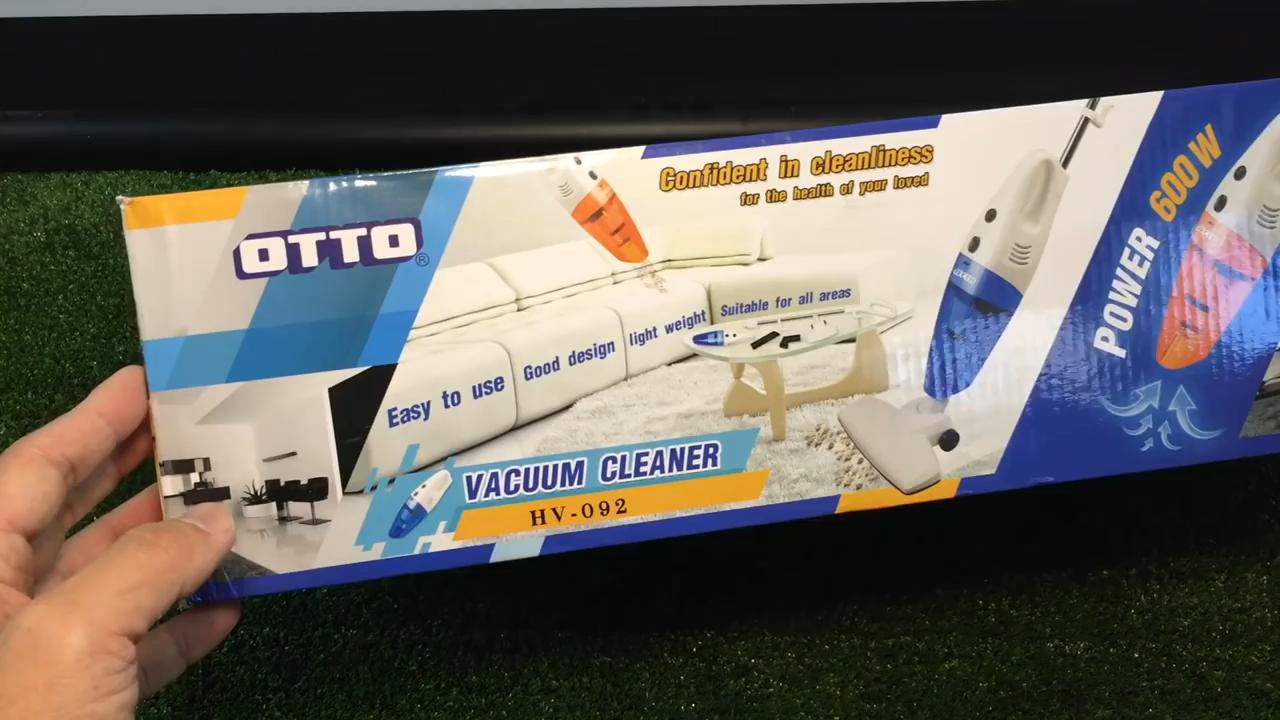 OTTO®
Confident in cleanliness
for the health of your loved
POWER 600 W
Easy to use
Good design
light weight
Suitable for all areas
OTTO
VACUUM CLEANER
HV-092